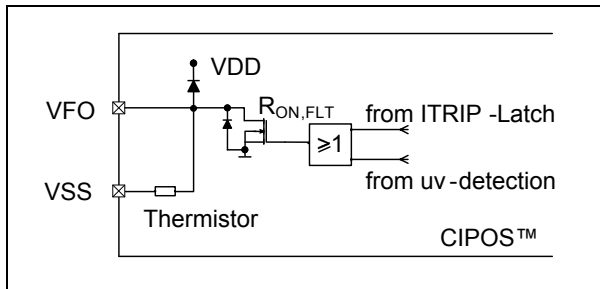 VDD
VFO
RON,FLT
from ITRIP -Latch
≥1
from uv-detection
VSS
Thermistor
CIPOS™